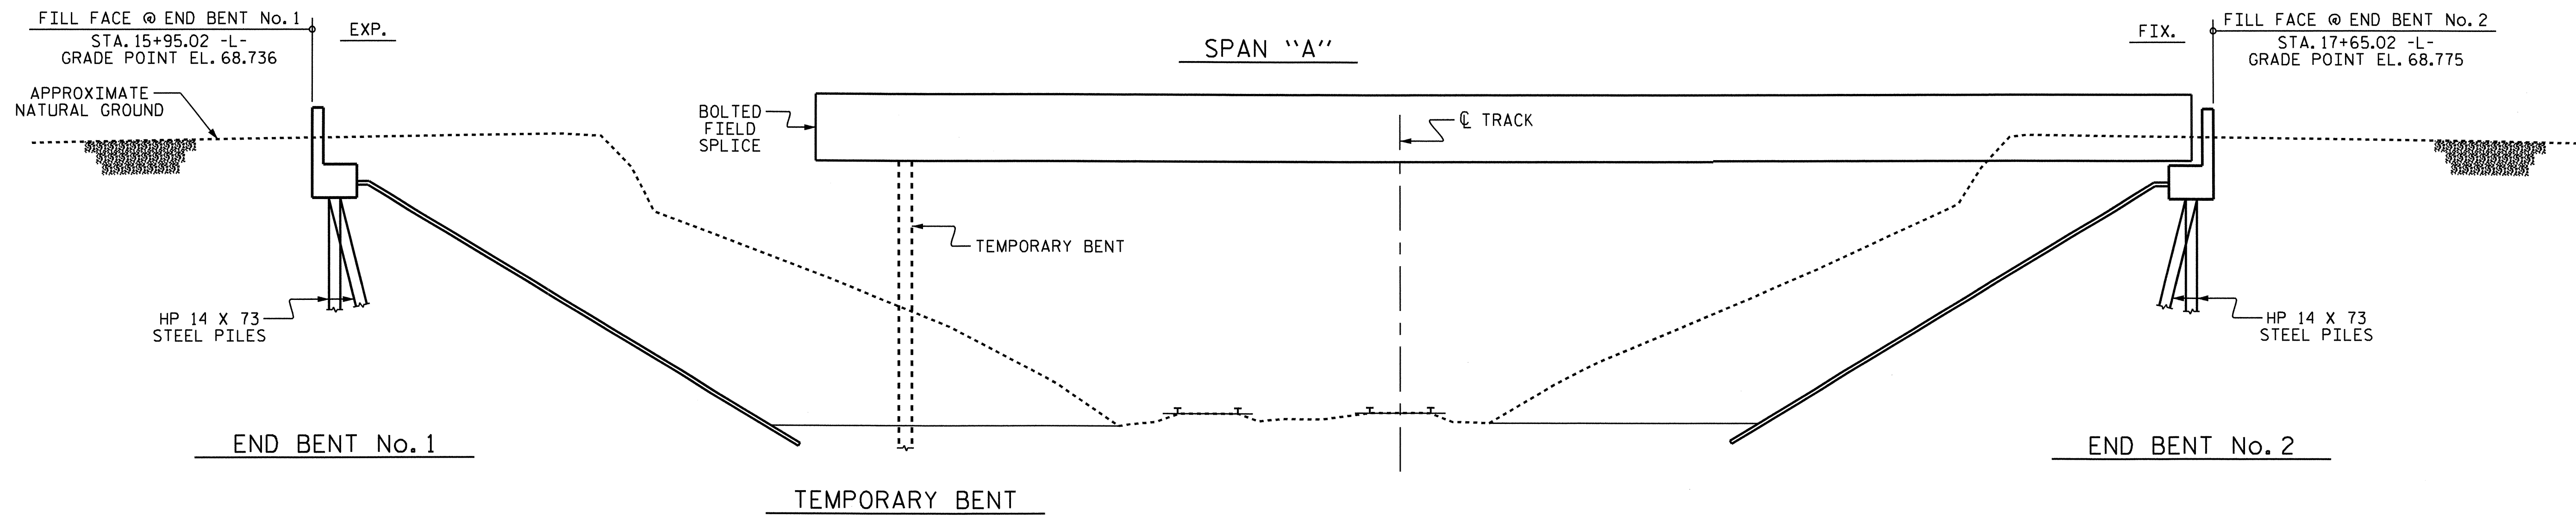 FILL FACE @ END BENT No. 1
STA. 15+95.02 -L-
GRADE POINT EL. 68.736
EXP.
SPAN "A"
FIX.
FILL FACE @ END BENT No. 2
STA. 17+65.02 -L-
GRADE POINT EL. 68.775
APPROXIMATE
NATURAL GROUND
BOLTED
FIELD
SPLICE
℄ TRACK
TEMPORARY BENT
HP 14 X 73
STEEL PILES
HP 14 X 73
STEEL PILES
END BENT No. 1
END BENT No. 2
TEMPORARY BENT